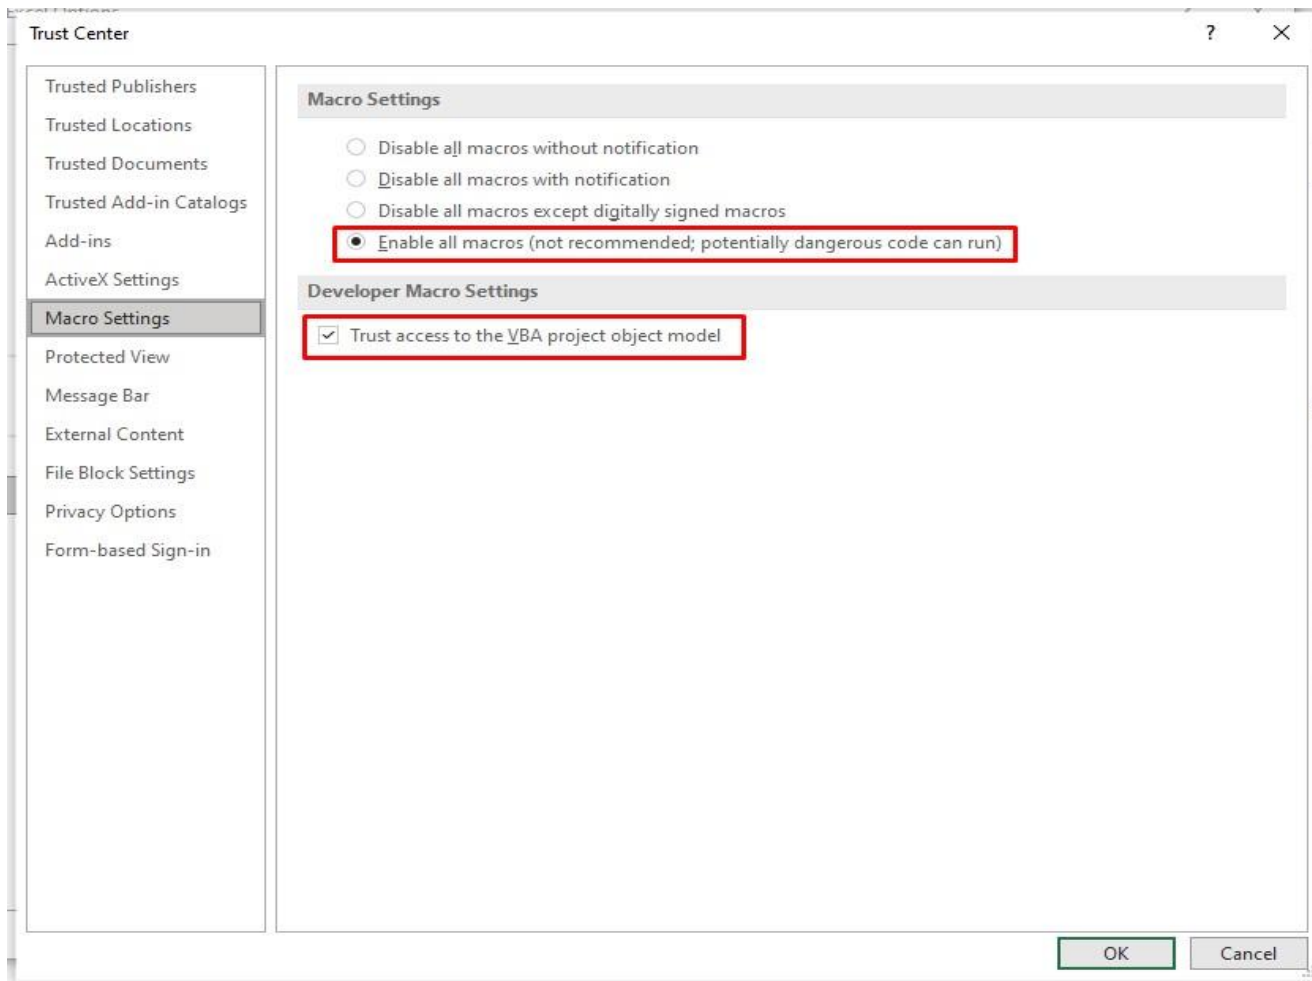 Excel Options
Trust Center
Trusted Publishers
Trusted Locations
Trusted Documents
Trusted Add-in Catalogs
Add-ins
ActiveX Settings
Macro Settings
Protected View
Message Bar
External Content
File Block Settings
Privacy Options
Form-based Sign-in
Macro Settings
Disable all macros without notification
Disable all macros with notification
Disable all macros except digitally signed macros
Enable all macros (not recommended; potentially dangerous code can run)
Developer Macro Settings
Trust access to the VBA project object model
OK
Cancel